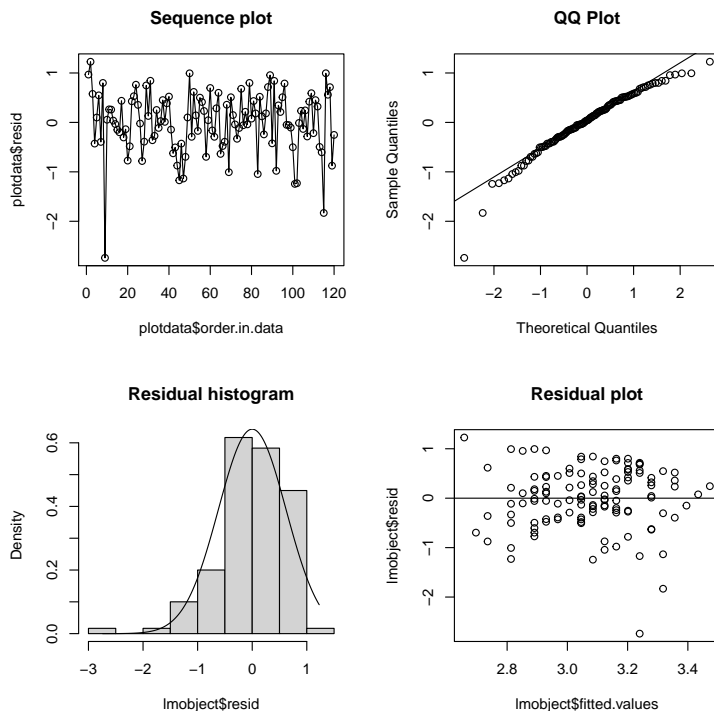 Sequence plot
plotdata$resid
1
0
−1
−2
0 20 40 60 80 100 120
plotdata$order.in.data
QQ Plot
Sample Quantiles
1
0
−1
−2
−2 −1 0 1 2
Theoretical Quantiles
Residual histogram
Density
0.6
0.4
0.2
0.0
−3 −2 −1 0 1
lmobject$resid
Residual plot
lmobject$resid
1
0
−1
−2
2.8 3.0 3.2 3.4
lmobject$fitted.values